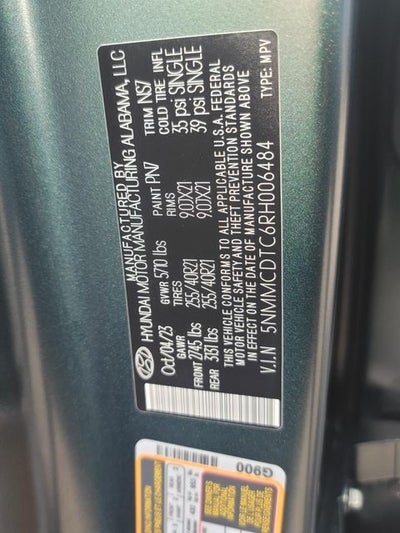 MANUFACTURED BY
HYUNDAI MOTOR MANUFACTURING ALABAMA, LLC
Oct/04/23 GVWR 5710 lbs PAINT PN7 TRIM NS7
GAWR TIRES RIMS COLD TIRE INFL
FRONT 2745 lbs 255/40R21 9.0JX21 35 psi SINGLE
REAR 3131 lbs 255/40R21 9.0JX21 39 psi SINGLE
THIS VEHICLE CONFORMS TO ALL APPLICABLE U.S.A. FEDERAL
MOTOR VEHICLE SAFETY AND THEFT PREVENTION STANDARDS
IN EFFECT ON THE DATE OF MANUFACTURE SHOWN ABOVE
V.I.N 5NMMCDTC6RH006484 TYPE: MPV
G900